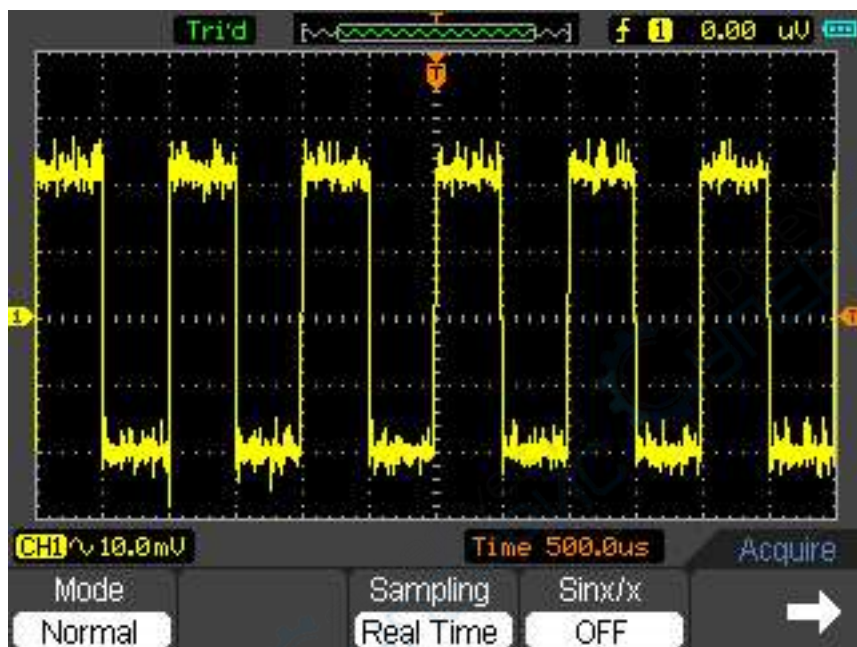 Tri'd T 1 0.00 uV
T
1 T
CH1 10.0mV Time 500.0us Acquire
Mode Sampling Sinx/x
Normal Real Time OFF